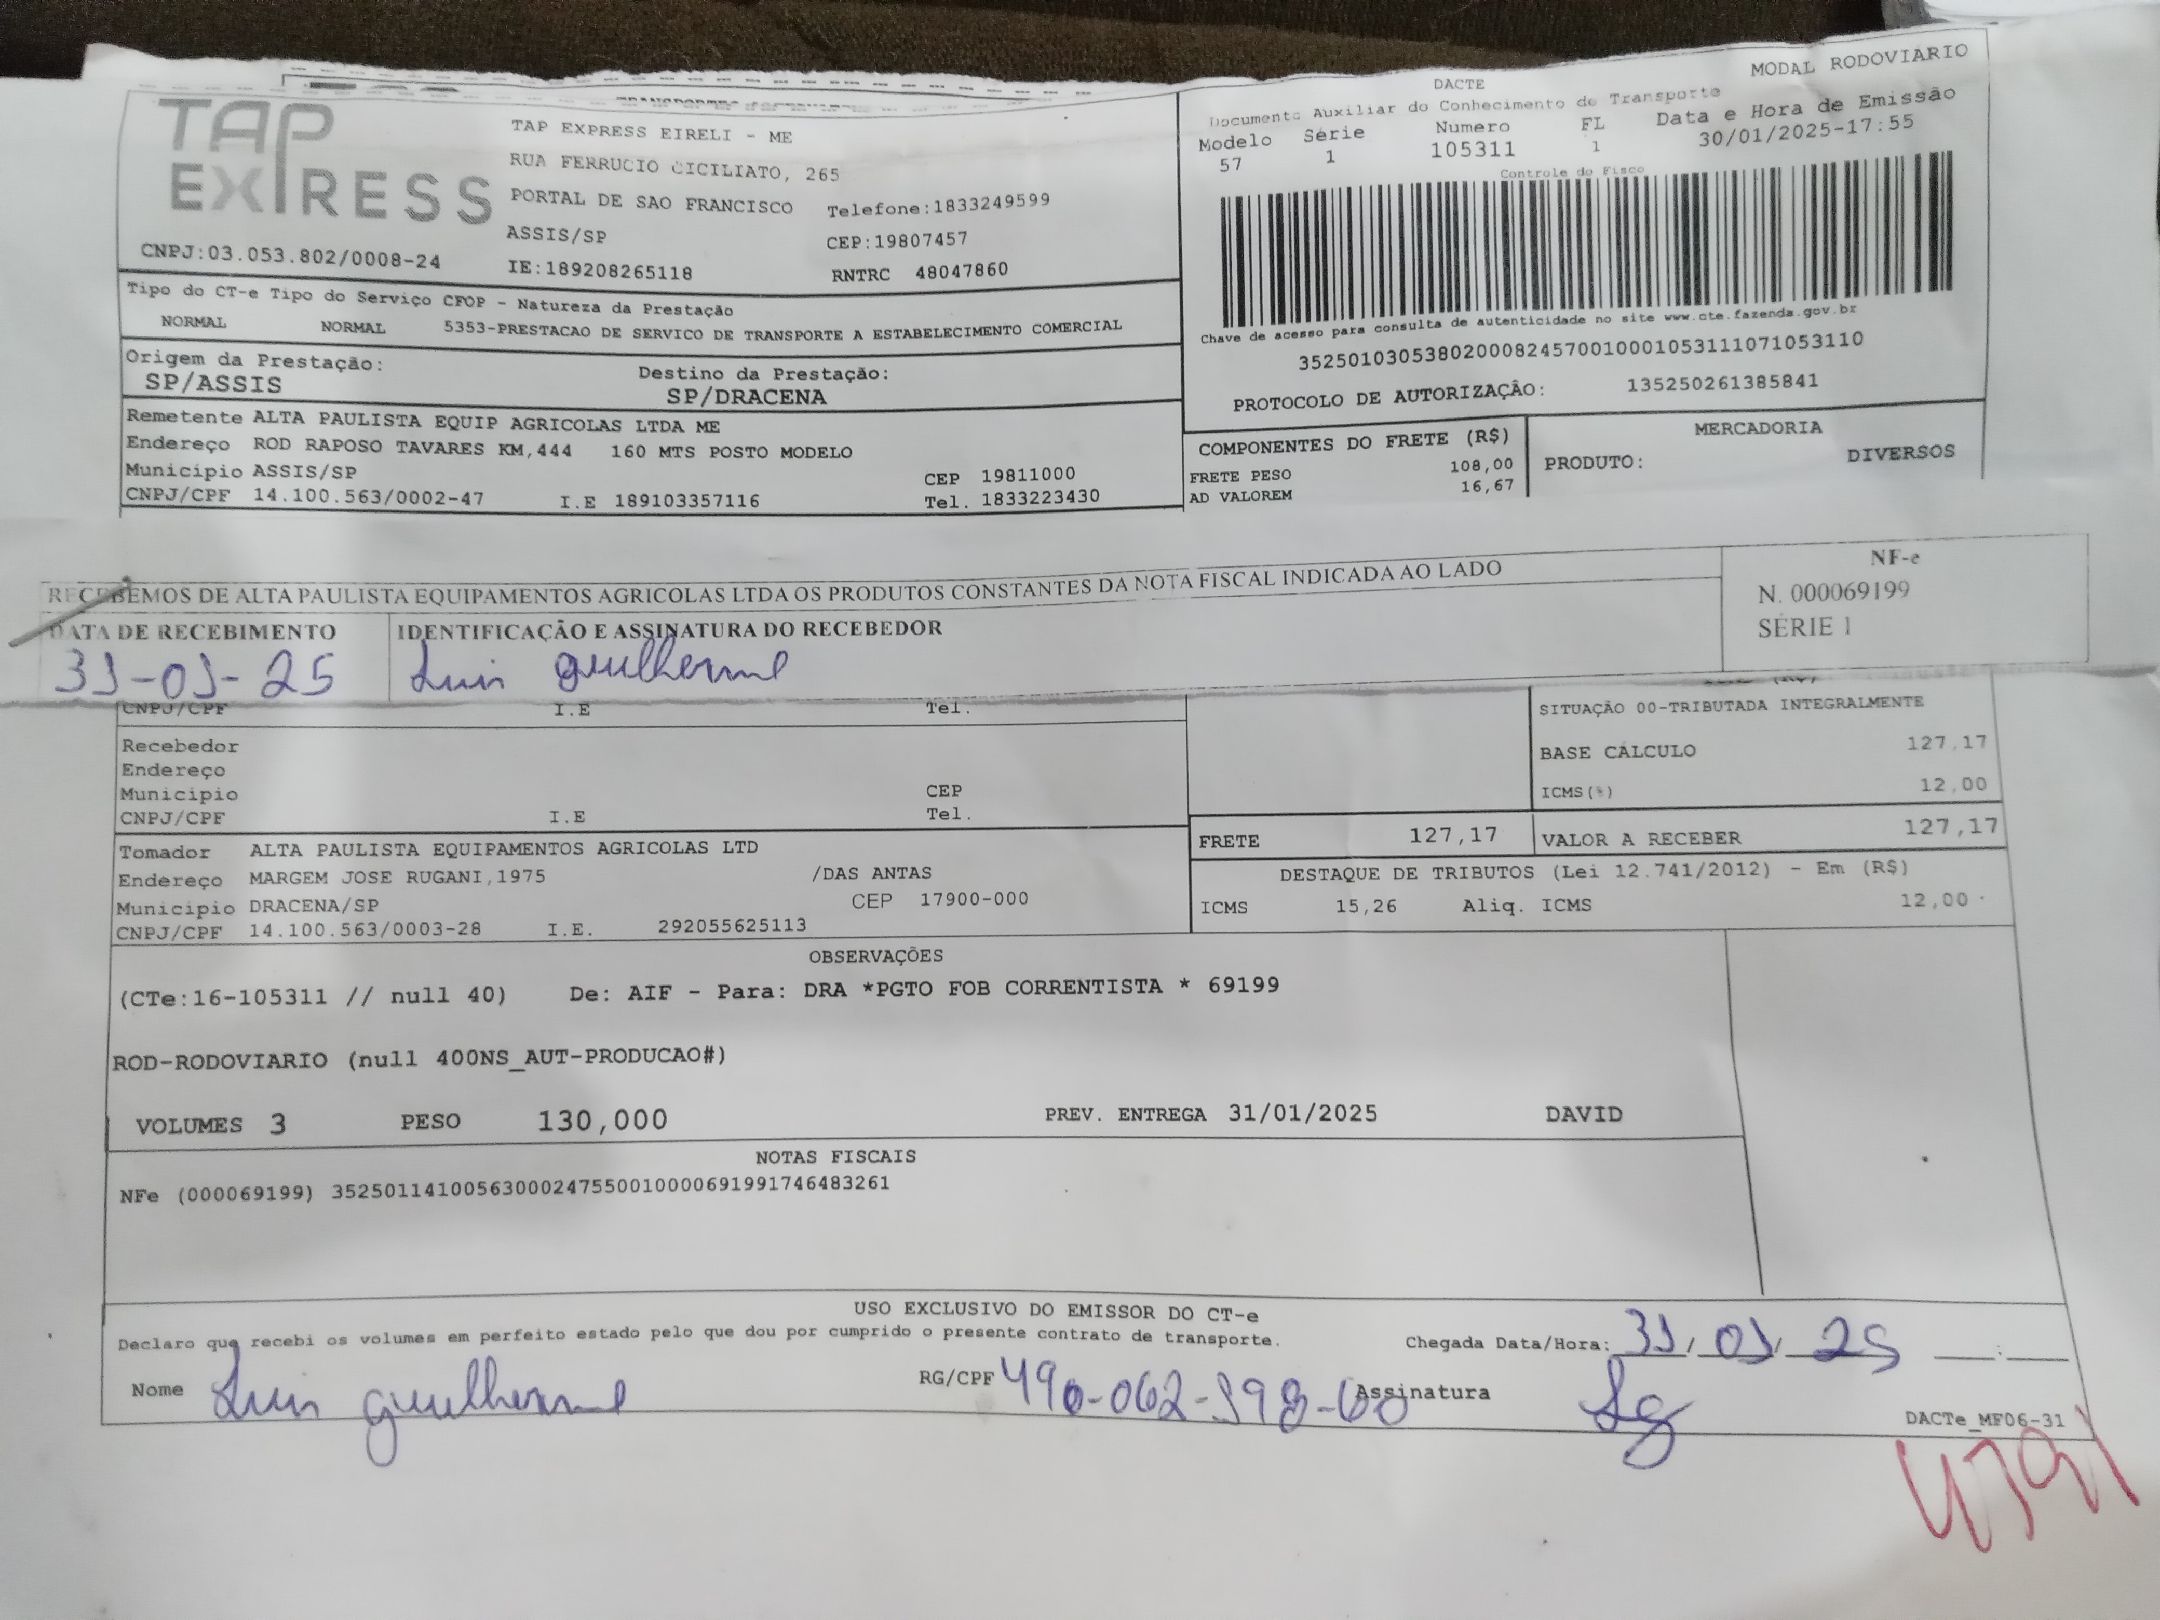 TAP EXPRESS
TAP EXPRESS EIRELI - ME
RUA FERRUCIO CICILIATO, 265
PORTAL DE SAO FRANCISCO Telefone:1833249599
ASSIS/SP CEP:19807457
CNPJ:03.053.802/0008-24 IE:189208265118 RNTRC 48047860
MODAL RODOVIARIO
DACTE
Documento Auxiliar do Conhecimento de Transporte
Modelo Série Numero FL Data e Hora de Emissão
57 1 105311 1 30/01/2025-17:55
Controle do Fisco
Chave de acesso para consulta de autenticidade no site www.cte.fazenda.gov.br
35250103053802000824570010001053111071053110
PROTOCOLO DE AUTORIZAÇÃO: 135250261385841
Tipo do CT-e Tipo do Serviço CFOP - Natureza da Prestação
NORMAL NORMAL 5353-PRESTACAO DE SERVICO DE TRANSPORTE A ESTABELECIMENTO COMERCIAL
Origem da Prestação: Destino da Prestação:
SP/ASSIS SP/DRACENA
Remetente ALTA PAULISTA EQUIP AGRICOLAS LTDA ME
Endereço ROD RAPOSO TAVARES KM,444 160 MTS POSTO MODELO
Município ASSIS/SP CEP 19811000
CNPJ/CPF 14.100.563/0002-47 I.E 189103357116 Tel. 1833223430
COMPONENTES DO FRETE (R$)
FRETE PESO 108,00
AD VALOREM 16,67
MERCADORIA
PRODUTO: DIVERSOS
RECEBEMOS DE ALTA PAULISTA EQUIPAMENTOS AGRICOLAS LTDA OS PRODUTOS CONSTANTES DA NOTA FISCAL INDICADA AO LADO
DATA DE RECEBIMENTO IDENTIFICAÇÃO E ASSINATURA DO RECEBEDOR
31-01-25 Luis guilherme
NF-e
N. 000069199
SÉRIE 1
CNPJ/CPF I.E Tel.
Recebedor
Endereço
Município CEP
CNPJ/CPF I.E Tel.
SITUAÇÃO 00-TRIBUTADA INTEGRALMENTE
BASE CÁLCULO 127,17
ICMS(%) 12,00
FRETE 127,17 VALOR A RECEBER 127,17
Tomador ALTA PAULISTA EQUIPAMENTOS AGRICOLAS LTD
Endereço MARGEM JOSE RUGANI,1975 /DAS ANTAS
Município DRACENA/SP CEP 17900-000
CNPJ/CPF 14.100.563/0003-28 I.E. 292055625113
DESTAQUE DE TRIBUTOS (Lei 12.741/2012) - Em (R$)
ICMS 15,26 Aliq. ICMS 12,00
OBSERVAÇÕES
(CTe:16-105311 // null 40) De: AIF - Para: DRA *PGTO FOB CORRENTISTA * 69199
ROD-RODOVIARIO (null 400NS_AUT-PRODUCAO#)
VOLUMES 3 PESO 130,000 PREV. ENTREGA 31/01/2025 DAVID
NOTAS FISCAIS
NFe (000069199) 35250114100563000247550010000691991746483261
USO EXCLUSIVO DO EMISSOR DO CT-e
Declaro que recebi os volumes em perfeito estado pelo que dou por cumprido o presente contrato de transporte. Chegada Data/Hora: 31/01/25 __:__
Nome Luis guilherme RG/CPF 490-062-598-60 Assinatura Lg
DACTe_MF06-31